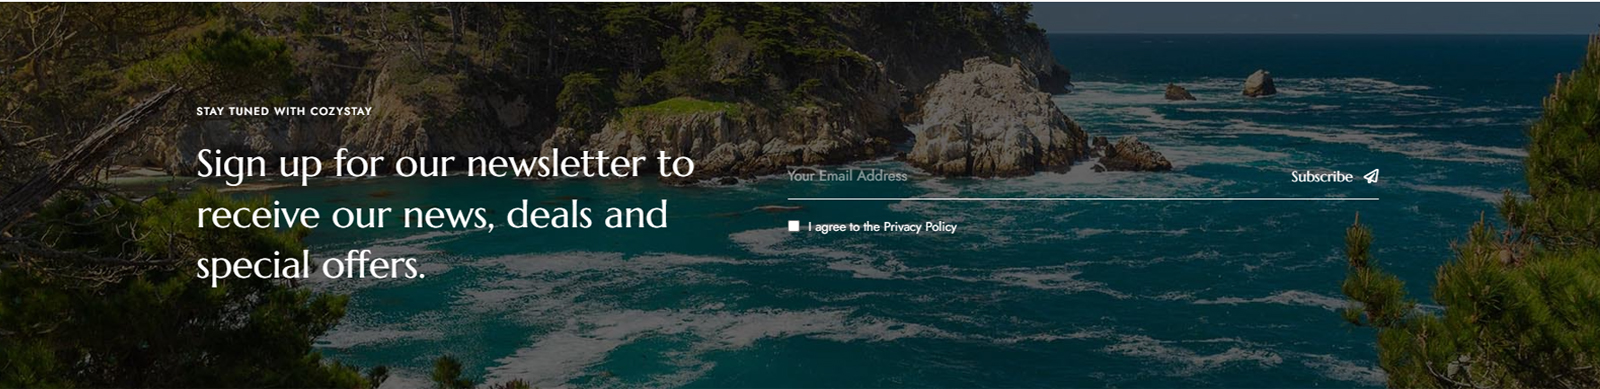 STAY TUNED WITH COZYSTAY
Sign up for our newsletter to
receive our news, deals and
special offers.
Your Email Address
Subscribe
I agree to the Privacy Policy